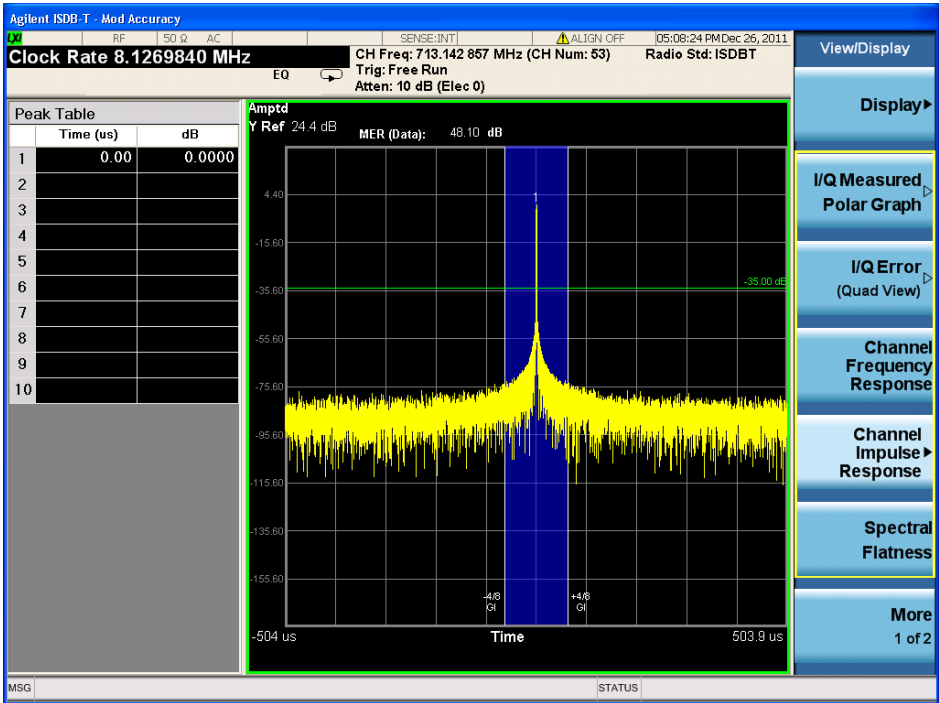 Agilent ISDB-T - Mod Accuracy
LXI RF 50 Ω AC SENSE:INT ALIGN OFF 05:08:24 PM Dec 26, 2011
Clock Rate 8.1269840 MHz
CH Freq: 713.142 857 MHz (CH Num: 53) Radio Std: ISDBT
EQ Trig: Free Run
Atten: 10 dB (Elec 0)
Peak Table
Time (us) dB
1 0.00 0.0000
2
3
4
5
6
7
8
9
10
Amptd
Y Ref 24.4 dB MER (Data): 48.10 dB
4.40
1
-15.60
-35.00 dB
-35.60
-55.60
-75.60
-95.60
-115.60
-135.60
-155.60
-4/8 GI
+4/8 GI
-504 us Time 503.9 us
View/Display
Display
I/Q Measured
Polar Graph
I/Q Error
(Quad View)
Channel
Frequency
Response
Channel
Impulse
Response
Spectral
Flatness
More
1 of 2
MSG STATUS